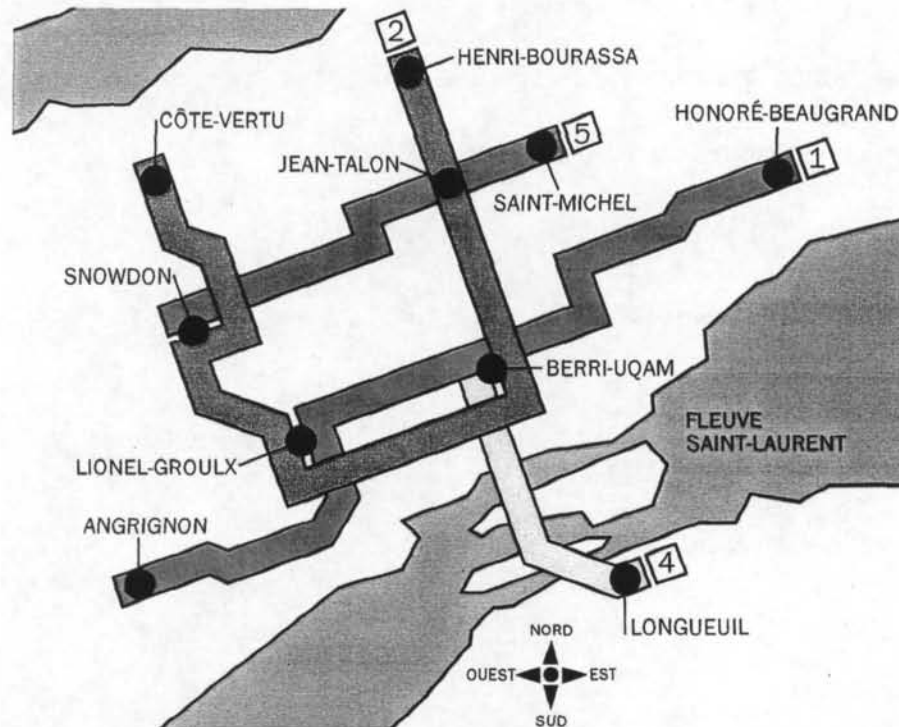 2
HENRI-BOURASSA
CÔTE-VERTU
HONORÉ-BEAUGRAND
5
JEAN-TALON
1
SAINT-MICHEL
SNOWDON
BERRI-UQAM
FLEUVE
SAINT-LAURENT
LIONEL-GROULX
ANGRIGNON
4
LONGUEUIL
NORD
OUEST
EST
SUD